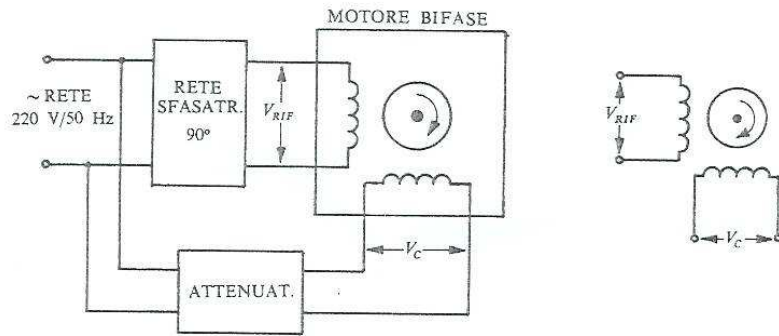 MOTORE BIFASE
~ RETE
220 V/50 Hz
RETE
SFASATR.
90°
V_RIF
V_C
ATTENUAT.
V_RIF
V_C